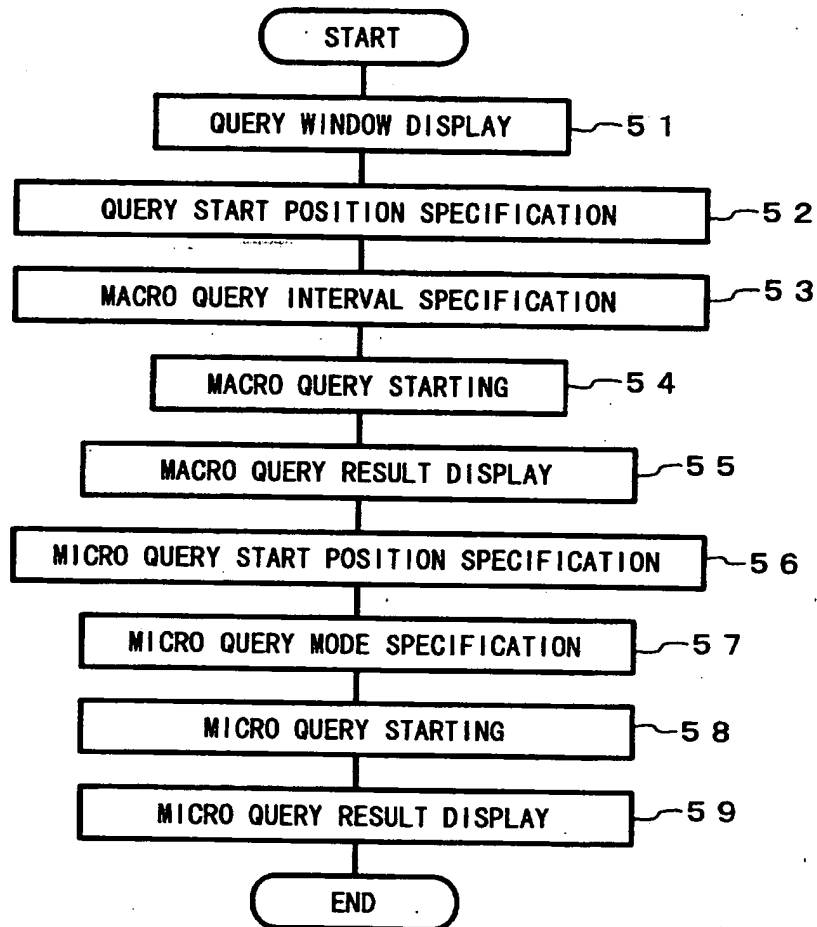 START
QUERY WINDOW DISPLAY 51
QUERY START POSITION SPECIFICATION 52
MACRO QUERY INTERVAL SPECIFICATION 53
MACRO QUERY STARTING 54
MACRO QUERY RESULT DISPLAY 55
MICRO QUERY START POSITION SPECIFICATION 56
MICRO QUERY MODE SPECIFICATION 57
MICRO QUERY STARTING 58
MICRO QUERY RESULT DISPLAY 59
END